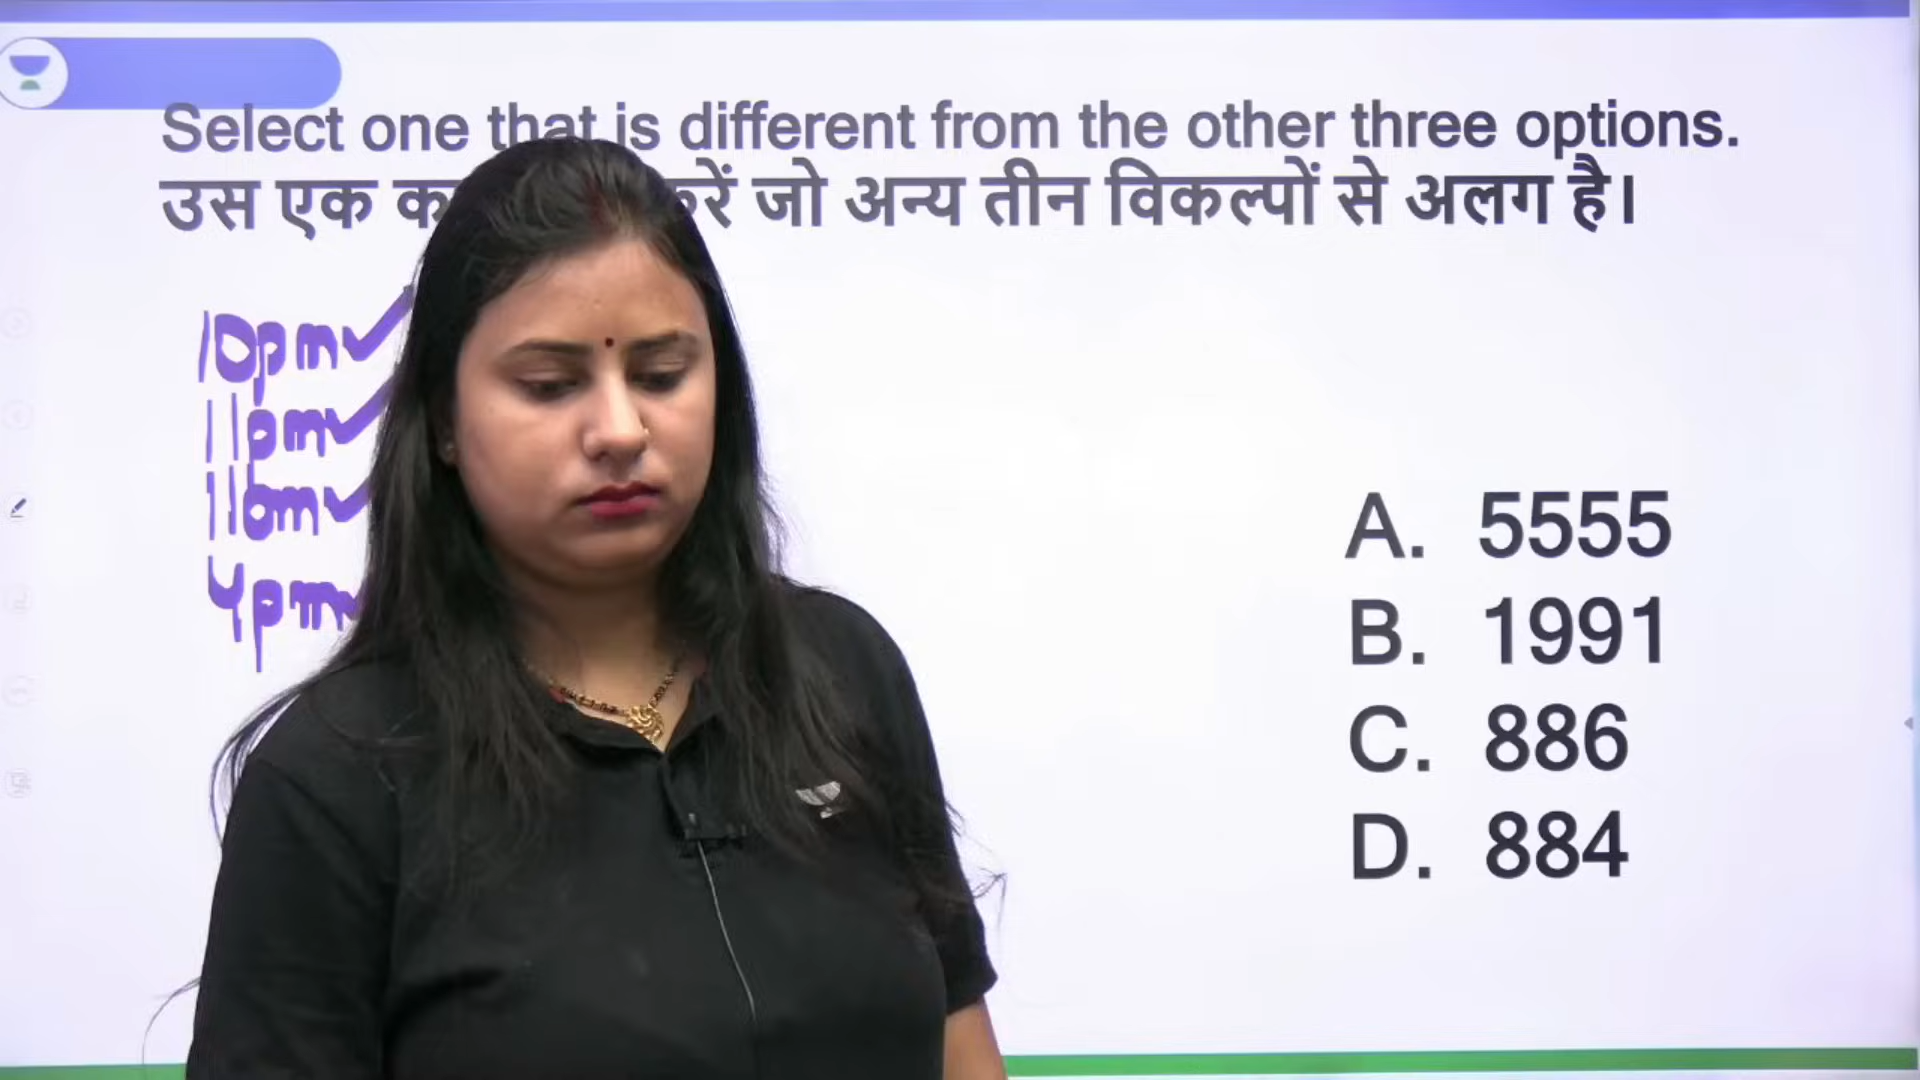 Select one that is different from the other three options.
उस एक क रें जो अन्य तीन विकल्पों से अलग है।
10pm
11pm
11pm
4pm
A. 5555
B. 1991
C. 886
D. 884